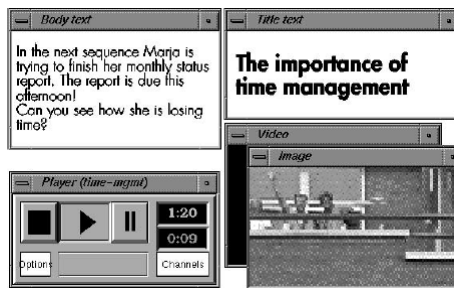 Body text
In the next sequence Marja is
trying to finish her monthly status
report. The report is due this
afternoon!
Can you see how she is losing
time?
Title text
The importance of
time management
Video
Image
Player (time-mgmt)
1:20
0:09
Options
Channels